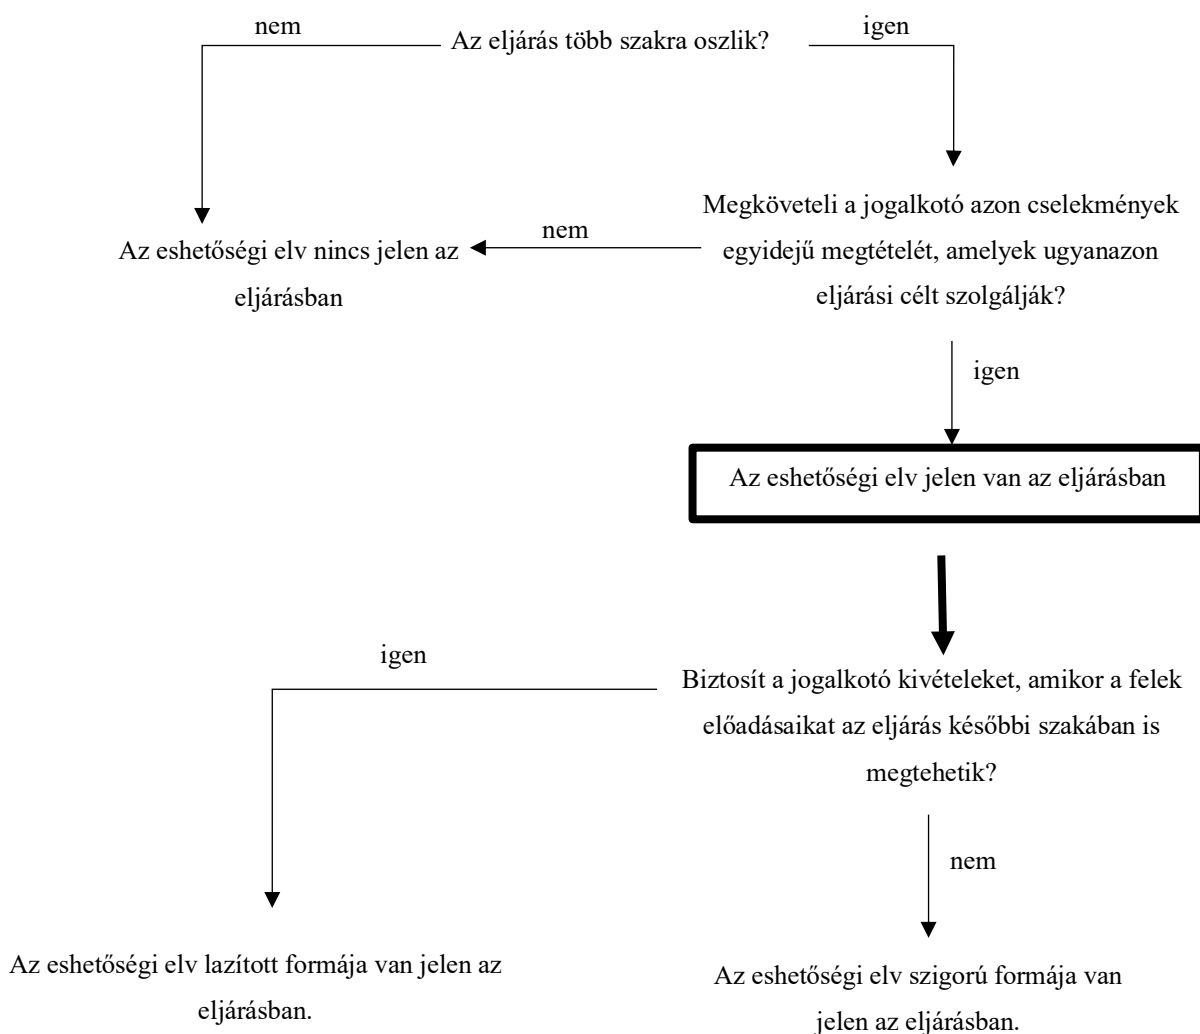 nem
Az eljárás több szakra oszlik?
igen
Megköveteli a jogalkotó azon cselekmények
egyidejű megtételét, amelyek ugyanazon
eljárási célt szolgálják?
nem
Az eshetőségi elv nincs jelen az
eljárásban
igen
Az eshetőségi elv jelen van az eljárásban
igen
Biztosít a jogalkotó kivételeket, amikor a felek
előadásaikat az eljárás későbbi szakában is
megtehetik?
nem
Az eshetőségi elv lazított formája van jelen az
eljárásban.
Az eshetőségi elv szigorú formája van
jelen az eljárásban.